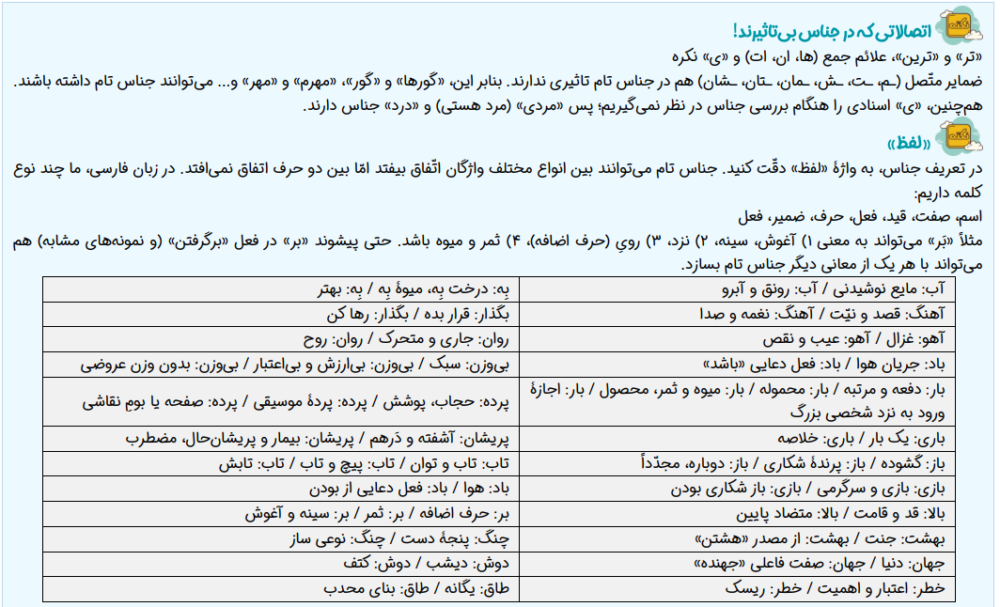 نکته
اتصالاتی که در جناس بی‌تاثیرند!
«تر» و «ترین»، علائم جمع (ها، ان، ات) و «ی» نکره
ضمایر متّصل (ـم، ـت، ـش، ـمان، ـتان، ـشان) هم در جناس تام تاثیری ندارند. بنابر این، «گورها» و «گور»، «مهرم» و «مهر» و... می‌توانند جناس تام داشته باشند.
هم‌چنین، «ی» اسنادی را هنگام بررسی جناس در نظر نمی‌گیریم؛ پس «مردی» (مرد هستی) و «درد» جناس دارند.
نکته
«لفظ»
در تعریف جناس، به واژهٔ «لفظ» دقّت کنید. جناس تام می‌توانند بین انواع مختلف واژگان اتّفاق بیفتد امّا بین دو حرف اتفاق نمی‌افتد. در زبان فارسی، ما چند نوع
کلمه داریم:
اسم، صفت، قید، فعل، حرف، ضمیر، فعل
مثلاً «بَر» می‌تواند به معنی ۱) آغوش، سینه، ۲) نزد، ۳) رویِ (حرف اضافه)، ۴) ثمر و میوه باشد. حتی پیشوند «بر» در فعل «برگرفتن» (و نمونه‌های مشابه) هم
می‌تواند با هر یک از معانی دیگر جناس تام بسازد.
آب: مایع نوشیدنی / آب: رونق و آبرو
بِه: درخت بِه، میوهٔ بِه / بِه: بهتر
آهنگ: قصد و نیّت / آهنگ: نغمه و صدا
بگذار: قرار بده / بگذار: رها کن
آهو: غزال / آهو: عیب و نقص
روان: جاری و متحرک / روان: روح
باد: جریان هوا / باد: فعل دعایی «باشد»
بی‌وزن: سبک / بی‌وزن: بی‌ارزش و بی‌اعتبار / بی‌وزن: بدون وزن عروضی
بار: دفعه و مرتبه / بار: محموله / بار: میوه و ثمر، محصول / بار: اجازهٔ
ورود به نزد شخصی بزرگ
پرده: حجاب، پوشش / پرده: پردهٔ موسیقی / پرده: صفحه یا بومِ نقاشی
باری: یک بار / باری: خلاصه
پریشان: آشفته و دَرهم / پریشان: بیمار و پریشان‌حال، مضطرب
باز: گشوده / باز: پرندهٔ شکاری / باز: دوباره، مجدّداً
تاب: تاب و توان / تاب: پیچ و تاب / تاب: تابش
بازی: بازی و سرگرمی / بازی: باز شکاری بودن
باد: هوا / باد: فعل دعایی از بودن
بالا: قد و قامت / بالا: متضاد پایین
بر: حرف اضافه / بر: ثمر / بر: سینه و آغوش
بهشت: جنت / بهشت: از مصدر «هشتن»
چنگ: پنجهٔ دست / چنگ: نوعی ساز
جهان: دنیا / جهان: صفت فاعلی «جهنده»
دوش: دیشب / دوش: کتف
خطر: اعتبار و اهمیت / خطر: ریسک
طاق: یگانه / طاق: بنای محدب